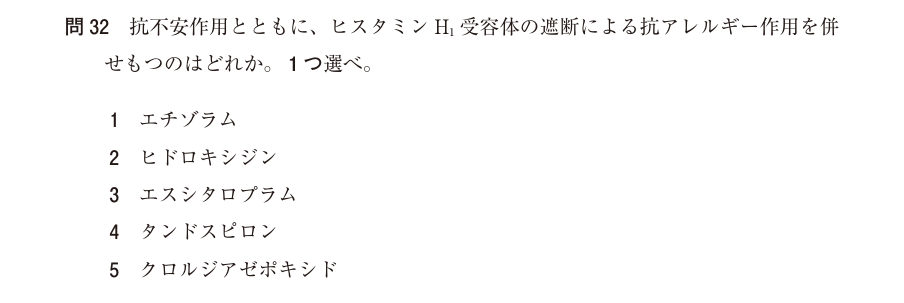 問 32　抗不安作用とともに、ヒスタミン H₁ 受容体の遮断による抗アレルギー作用を併
せもつのはどれか。1つ選べ。
1　エチゾラム
2　ヒドロキシジン
3　エスシタロプラム
4　タンドスピロン
5　クロルジアゼポキシド